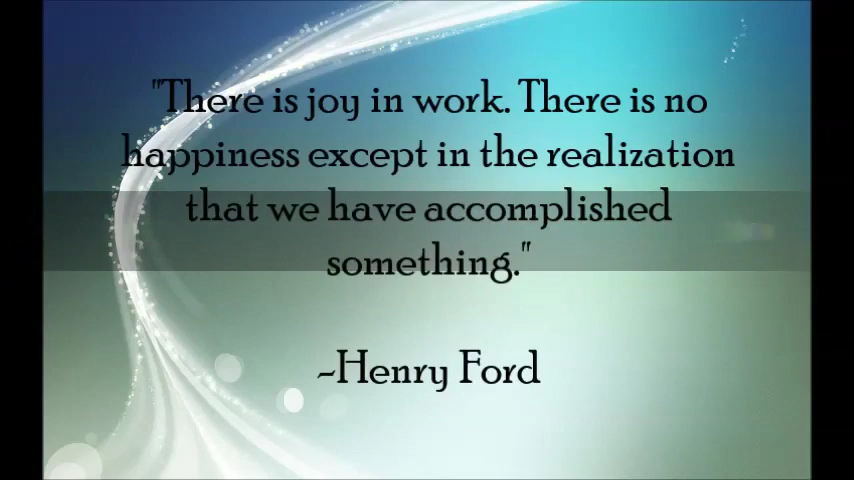 "There is joy in work. There is no
happiness except in the realization
that we have accomplished
something."
-Henry Ford